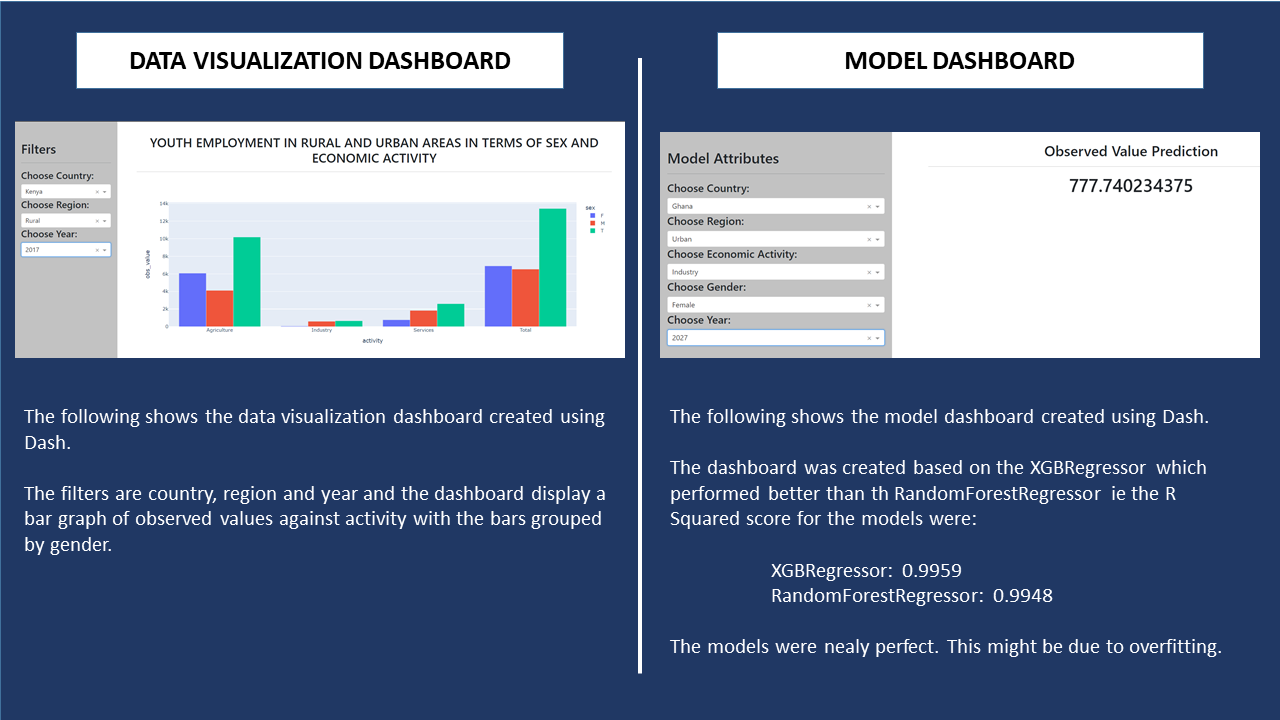 DATA VISUALIZATION DASHBOARD
Filters
Choose Country:
Kenya
Choose Region:
Rural
Choose Year:
2017
YOUTH EMPLOYMENT IN RURAL AND URBAN AREAS IN TERMS OF SEX AND
ECONOMIC ACTIVITY
obs_value
14k
12k
10k
8k
6k
4k
2k
0
Agriculture
Industry
Services
Total
activity
sex
F
M
T
The following shows the data visualization dashboard created using
Dash.
The filters are country, region and year and the dashboard display a
bar graph of observed values against activity with the bars grouped
by gender.
MODEL DASHBOARD
Model Attributes
Choose Country:
Ghana
Choose Region:
Urban
Choose Economic Activity:
Industry
Choose Gender:
Female
Choose Year:
2027
Observed Value Prediction
777.740234375
The following shows the model dashboard created using Dash.
The dashboard was created based on the XGBRegressor which
performed better than th RandomForestRegressor ie the R
Squared score for the models were:
XGBRegressor: 0.9959
RandomForestRegressor: 0.9948
The models were nealy perfect. This might be due to overfitting.